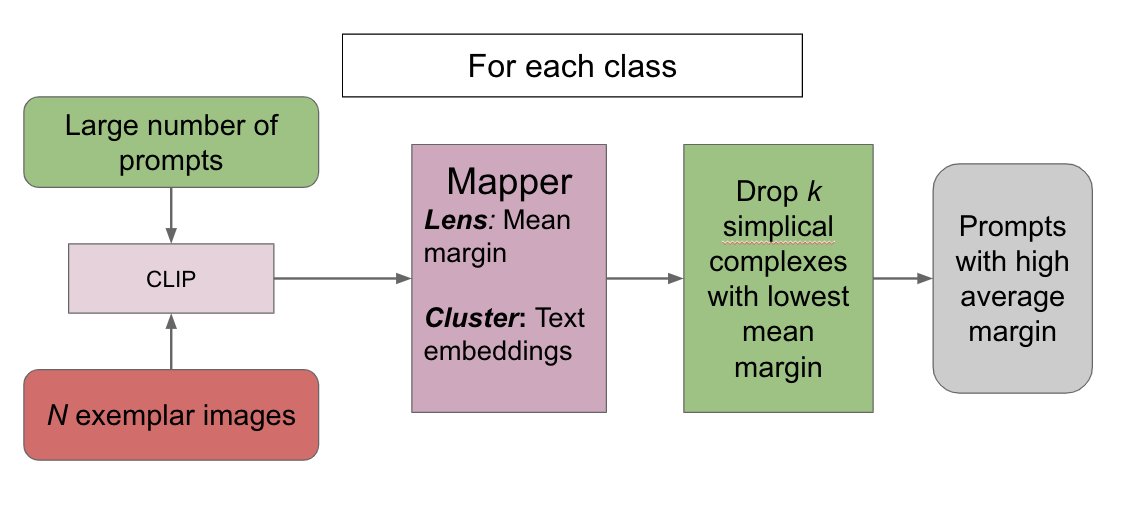 For each class
Large number of
prompts
CLIP
N exemplar images
Mapper
Lens: Mean
margin
Cluster: Text
embeddings
Drop k
simplical
complexes
with lowest
mean
margin
Prompts
with high
average
margin